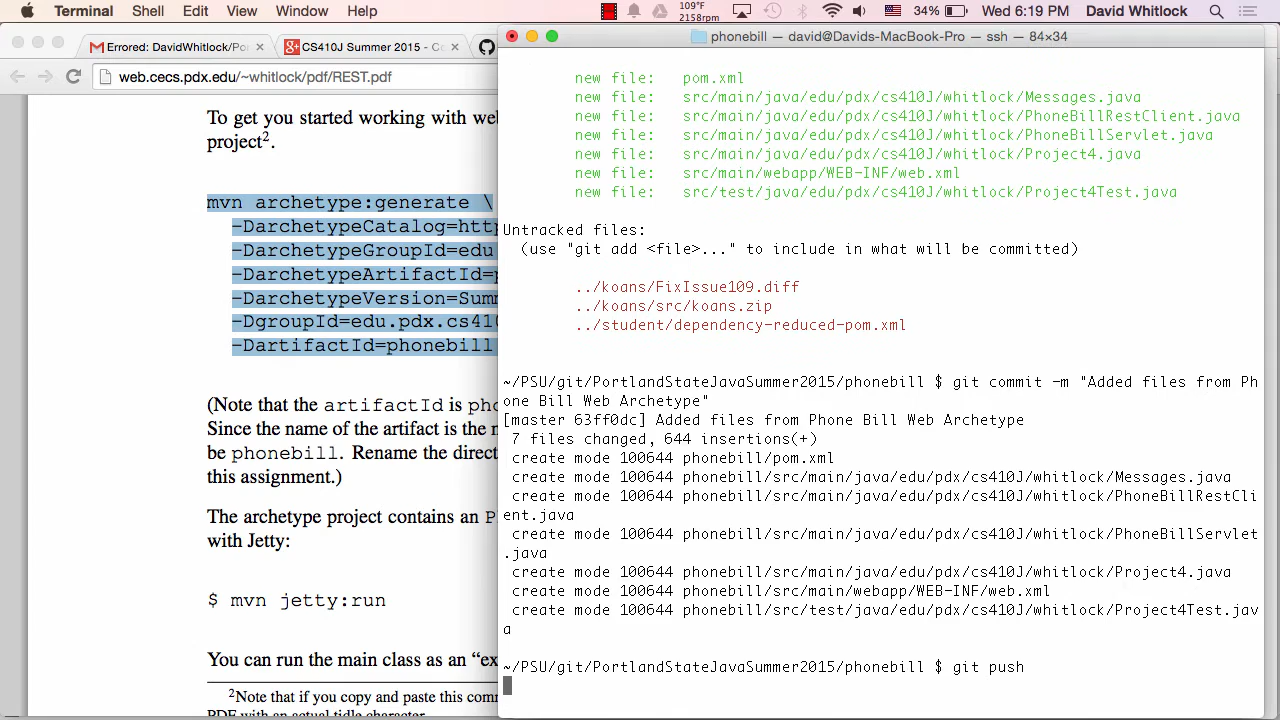 Terminal Shell Edit View Window Help 109°F 2158rpm 34% Wed 6:19 PM David Whitlock
Errored: DavidWhitlock/Po × CS410J Summer 2015 - Co ×
web.cecs.pdx.edu/~whitlock/pdf/REST.pdf
To get you started working with web
project2.
mvn archetype:generate \
-DarchetypeCatalog=http
-DarchetypeGroupId=edu
-DarchetypeArtifactId=p
-DarchetypeVersion=Summ
-DgroupId=edu.pdx.cs410
-DartifactId=phonebill
(Note that the artifactId is pho
Since the name of the artifact is the n
be phonebill. Rename the direct
this assignment.)
The archetype project contains an P
with Jetty:
$ mvn jetty:run
You can run the main class as an “ex
2Note that if you copy and paste this com
PDF with an actual tidle character.
phonebill — david@Davids-MacBook-Pro — ssh — 84×34
new file: pom.xml
new file: src/main/java/edu/pdx/cs410J/whitlock/Messages.java
new file: src/main/java/edu/pdx/cs410J/whitlock/PhoneBillRestClient.java
new file: src/main/java/edu/pdx/cs410J/whitlock/PhoneBillServlet.java
new file: src/main/java/edu/pdx/cs410J/whitlock/Project4.java
new file: src/main/webapp/WEB-INF/web.xml
new file: src/test/java/edu/pdx/cs410J/whitlock/Project4Test.java
Untracked files:
(use "git add <file>..." to include in what will be committed)
../koans/FixIssue109.diff
../koans/src/koans.zip
../student/dependency-reduced-pom.xml
~/PSU/git/PortlandStateJavaSummer2015/phonebill $ git commit -m "Added files from Ph
one Bill Web Archetype"
[master 63ff0dc] Added files from Phone Bill Web Archetype
7 files changed, 644 insertions(+)
create mode 100644 phonebill/pom.xml
create mode 100644 phonebill/src/main/java/edu/pdx/cs410J/whitlock/Messages.java
create mode 100644 phonebill/src/main/java/edu/pdx/cs410J/whitlock/PhoneBillRestCli
ent.java
create mode 100644 phonebill/src/main/java/edu/pdx/cs410J/whitlock/PhoneBillServlet
.java
create mode 100644 phonebill/src/main/java/edu/pdx/cs410J/whitlock/Project4.java
create mode 100644 phonebill/src/main/webapp/WEB-INF/web.xml
create mode 100644 phonebill/src/test/java/edu/pdx/cs410J/whitlock/Project4Test.jav
a
~/PSU/git/PortlandStateJavaSummer2015/phonebill $ git push